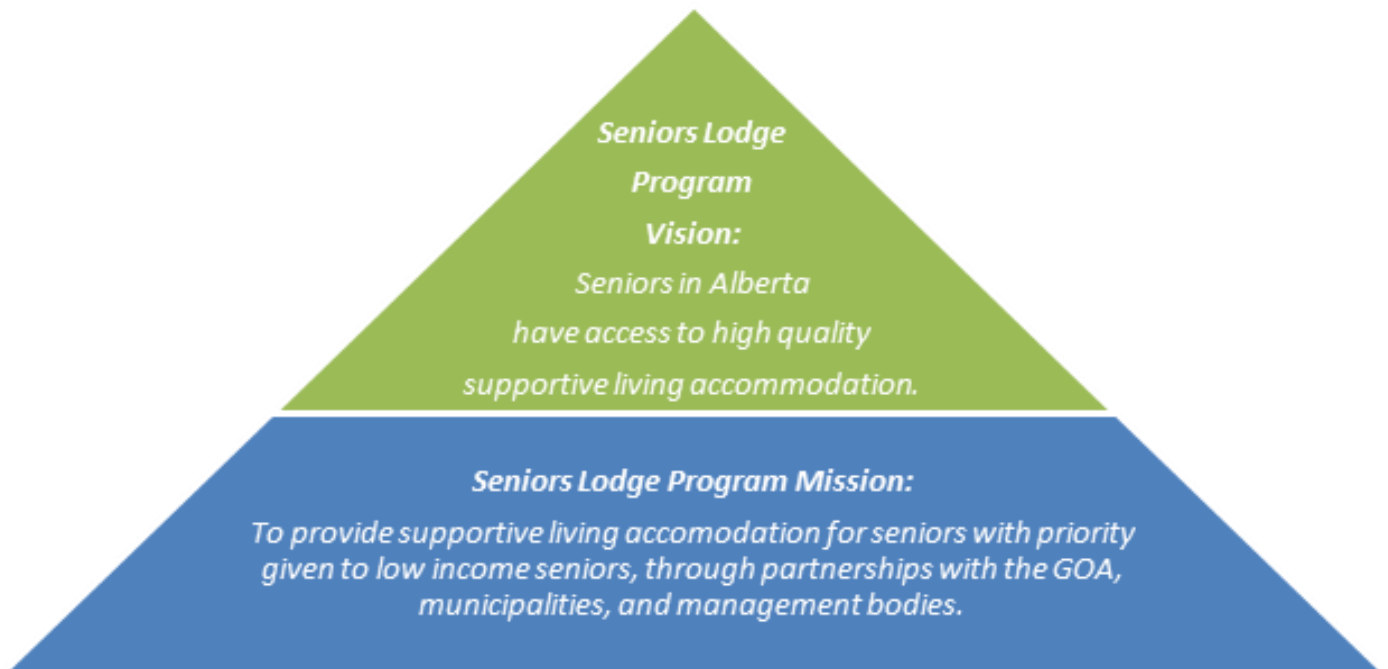 Seniors Lodge
Program
Vision:
Seniors in Alberta
have access to high quality
supportive living accommodation.
Seniors Lodge Program Mission:
To provide supportive living accomodation for seniors with priority
given to low income seniors, through partnerships with the GOA,
municipalities, and management bodies.